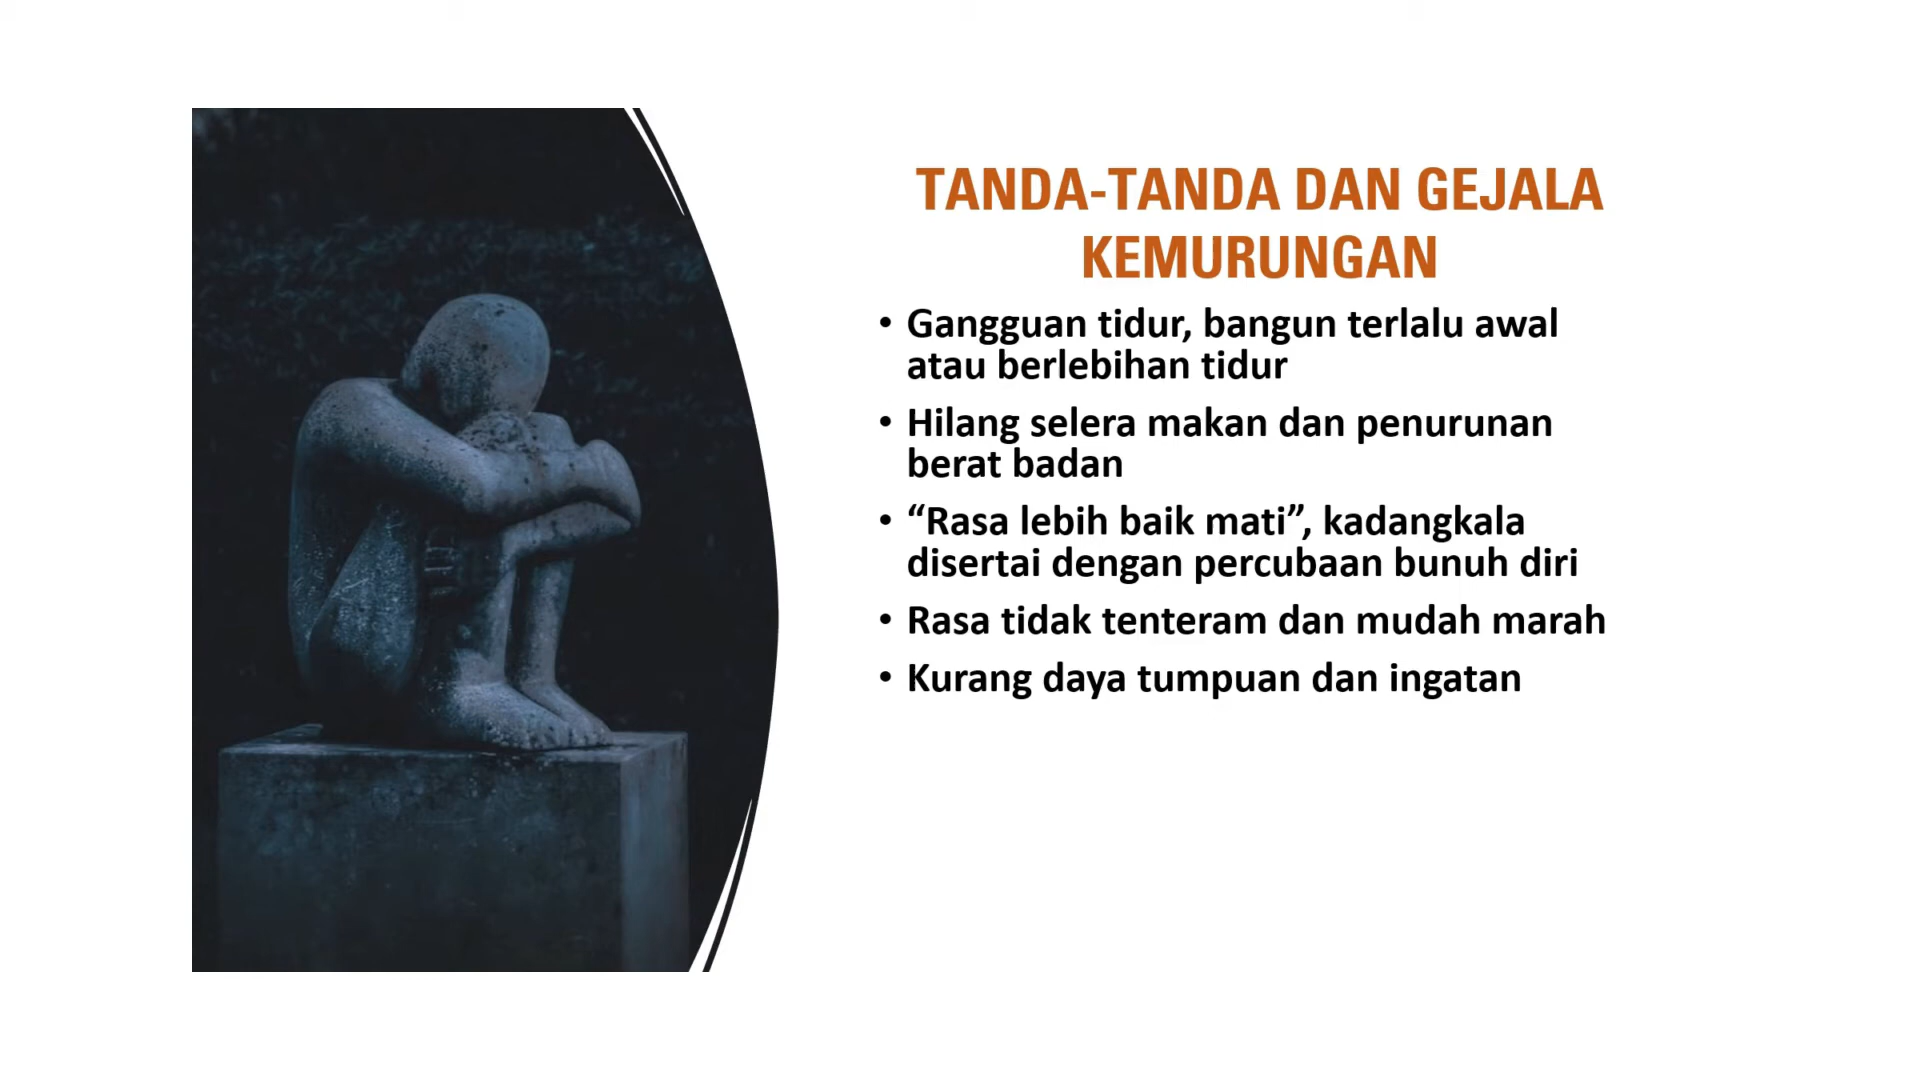 TANDA-TANDA DAN GEJALA
KEMURUNGAN
• Gangguan tidur, bangun terlalu awal
atau berlebihan tidur
• Hilang selera makan dan penurunan
berat badan
• “Rasa lebih baik mati”, kadangkala
disertai dengan percubaan bunuh diri
• Rasa tidak tenteram dan mudah marah
• Kurang daya tumpuan dan ingatan